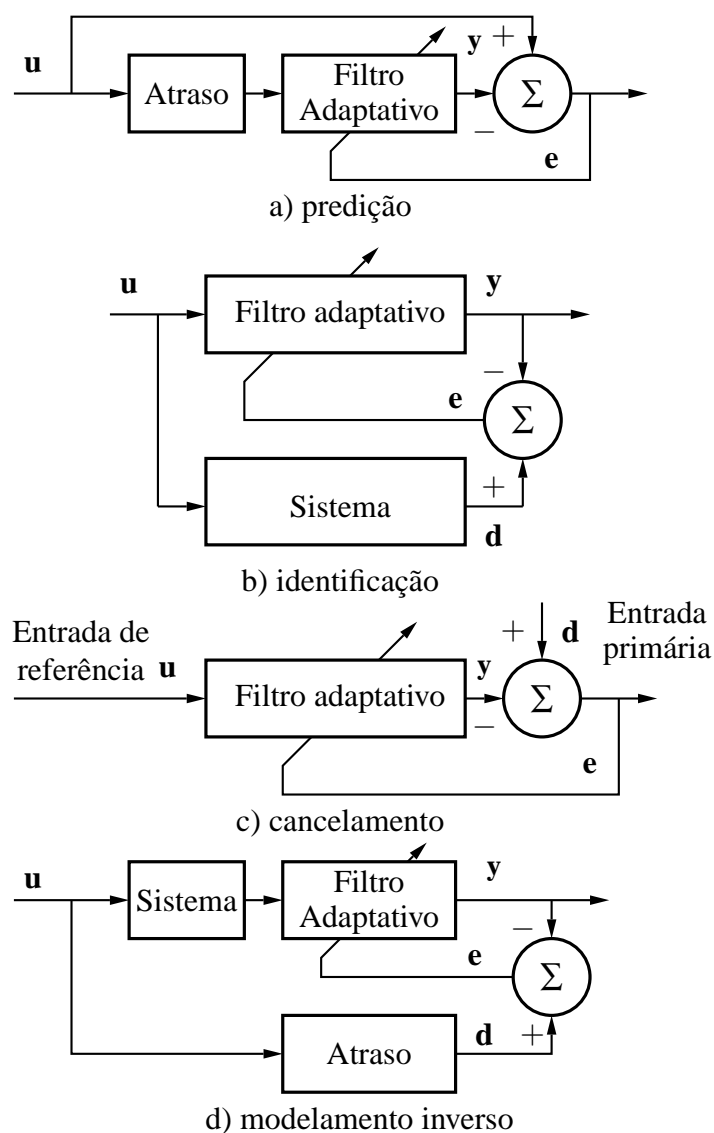 u
y +
Atraso
Filtro
Adaptativo
Σ
−
e
a) predição
u
Filtro adaptativo
y
−
e
Σ
+
Sistema
d
b) identificação
Entrada de
referência u
Filtro adaptativo
y
−
+
d
Σ
Entrada
primária
e
c) cancelamento
u
Sistema
Filtro
Adaptativo
y
−
e
Σ
Atraso
d +
d) modelamento inverso